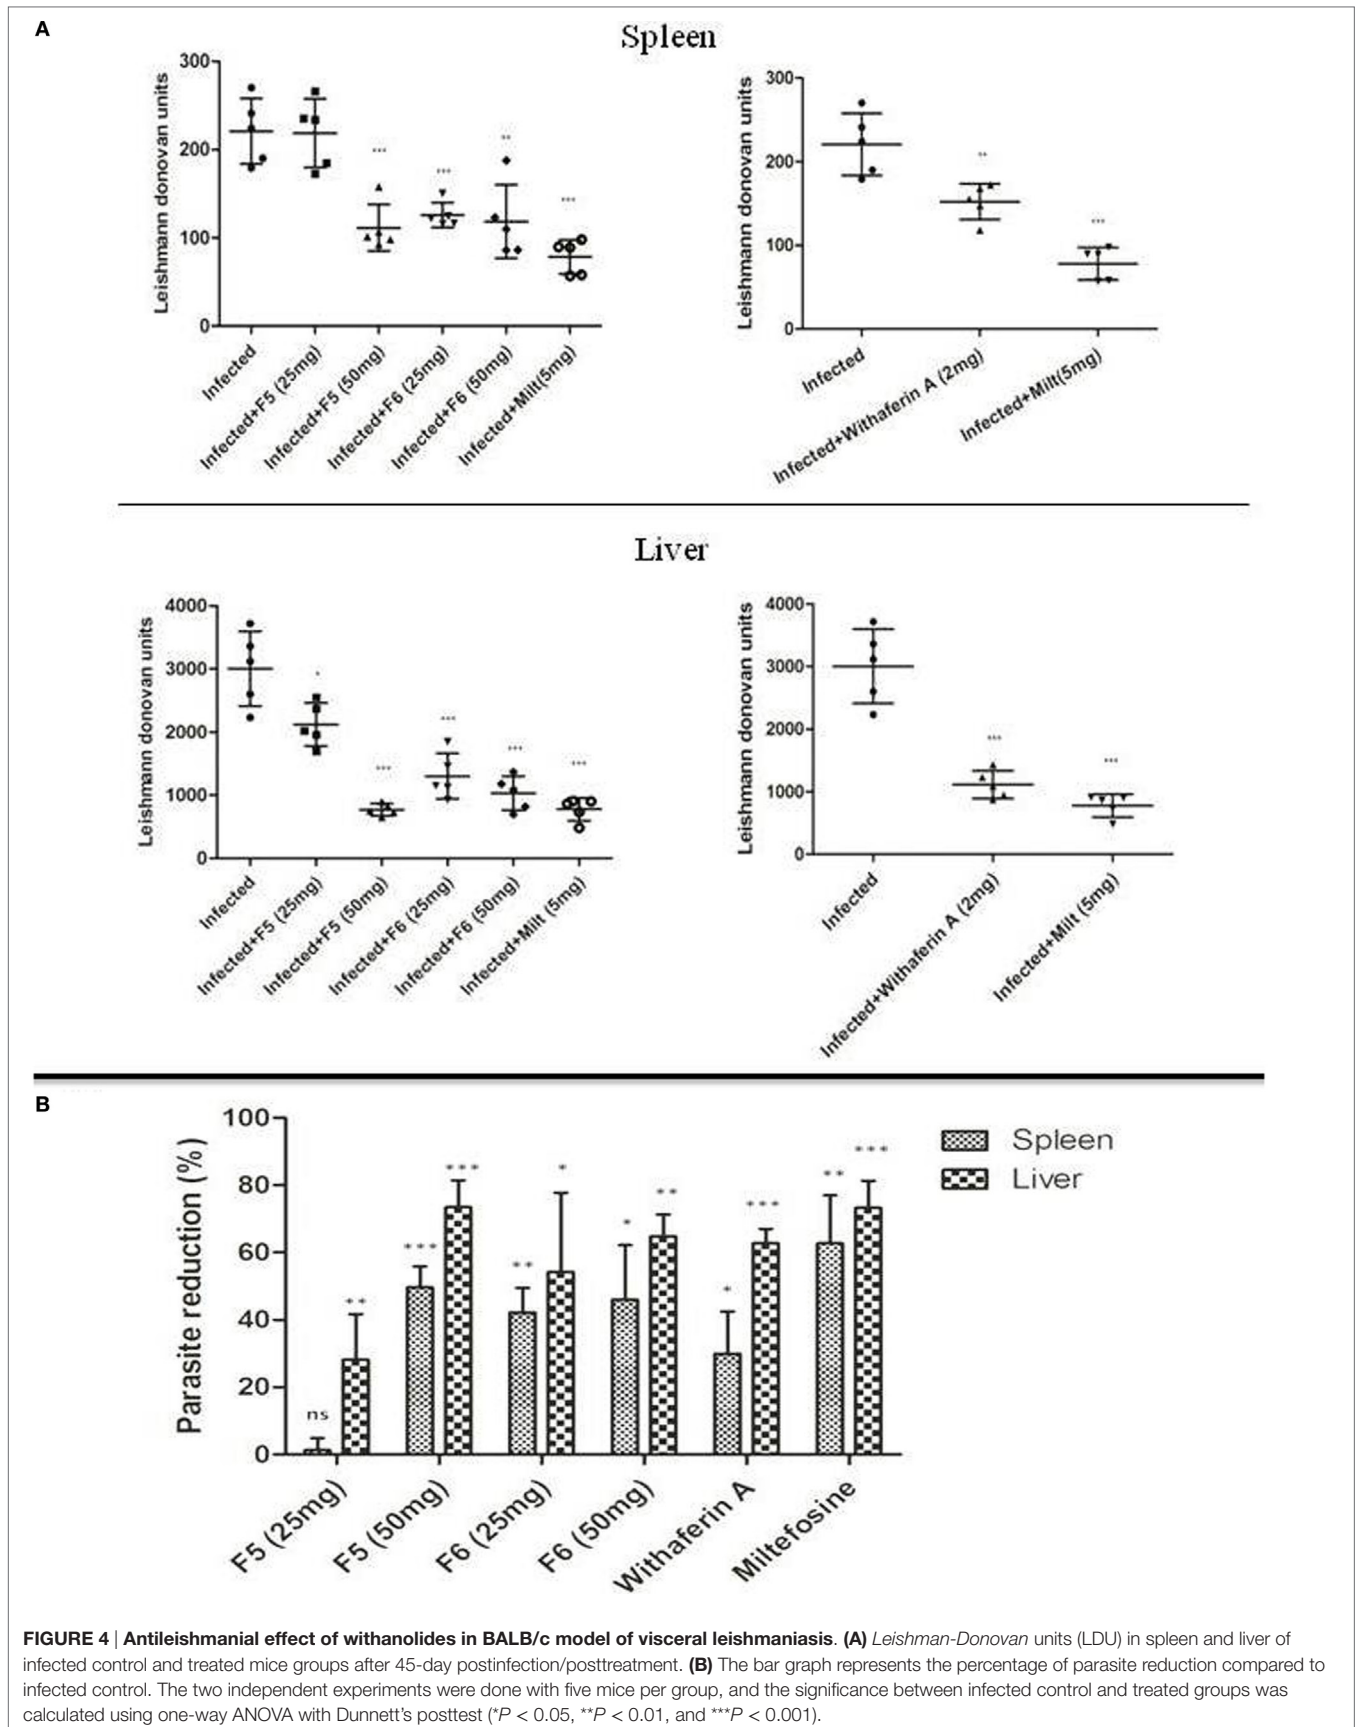 A
Spleen
Leishmann donovan units
300
200
100
0
***
***
**
***
Infected
Infected+F5 (25mg)
Infected+F5 (50mg)
Infected+F6 (25mg)
Infected+F6 (50mg)
Infected+Milt(5mg)
Leishmann donovan units
300
200
100
0
**
***
Infected
Infected+Withaferin A (2mg)
Infected+Milt(5mg)
Liver
Leishmann donovan units
4000
3000
2000
1000
0
*
***
***
***
***
Infected
Infected+F5 (25mg)
Infected+F5 (50mg)
Infected+F6 (25mg)
Infected+F6 (50mg)
Infected+Milt (5mg)
Leishmann donovan units
4000
3000
2000
1000
0
***
***
Infected
Infected+Withaferin A (2mg)
Infected+Milt (5mg)
B
Parasite reduction (%)
100
80
60
40
20
0
ns
**
***
***
**
*
*
**
*
***
**
***
Spleen
Liver
F5 (25mg)
F5 (50mg)
F6 (25mg)
F6 (50mg)
Withaferin A
Miltefosine
FIGURE 4 | Antileishmanial effect of withanolides in BALB/c model of visceral leishmaniasis. (A) Leishman-Donovan units (LDU) in spleen and liver of
infected control and treated mice groups after 45-day postinfection/posttreatment. (B) The bar graph represents the percentage of parasite reduction compared to
infected control. The two independent experiments were done with five mice per group, and the significance between infected control and treated groups was
calculated using one-way ANOVA with Dunnett's posttest (*P < 0.05, **P < 0.01, and ***P < 0.001).